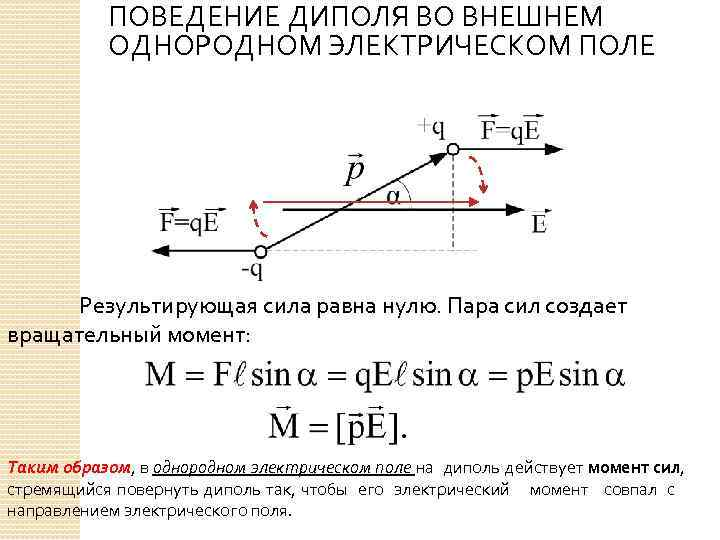 ПОВЕДЕНИЕ ДИПОЛЯ ВО ВНЕШНЕМ
ОДНОРОДНОМ ЭЛЕКТРИЧЕСКОМ ПОЛЕ
+q F⃗=qE⃗
p⃗
α
F⃗=qE⃗ E⃗
-q
Результирующая сила равна нулю. Пара сил создает
вращательный момент:
M = Fℓ sin α = qEℓ sin α = pE sin α
M⃗ = [p⃗E⃗].
Таким образом, в однородном электрическом поле на диполь действует момент сил,
стремящийся повернуть диполь так, чтобы его электрический момент совпал с
направлением электрического поля.